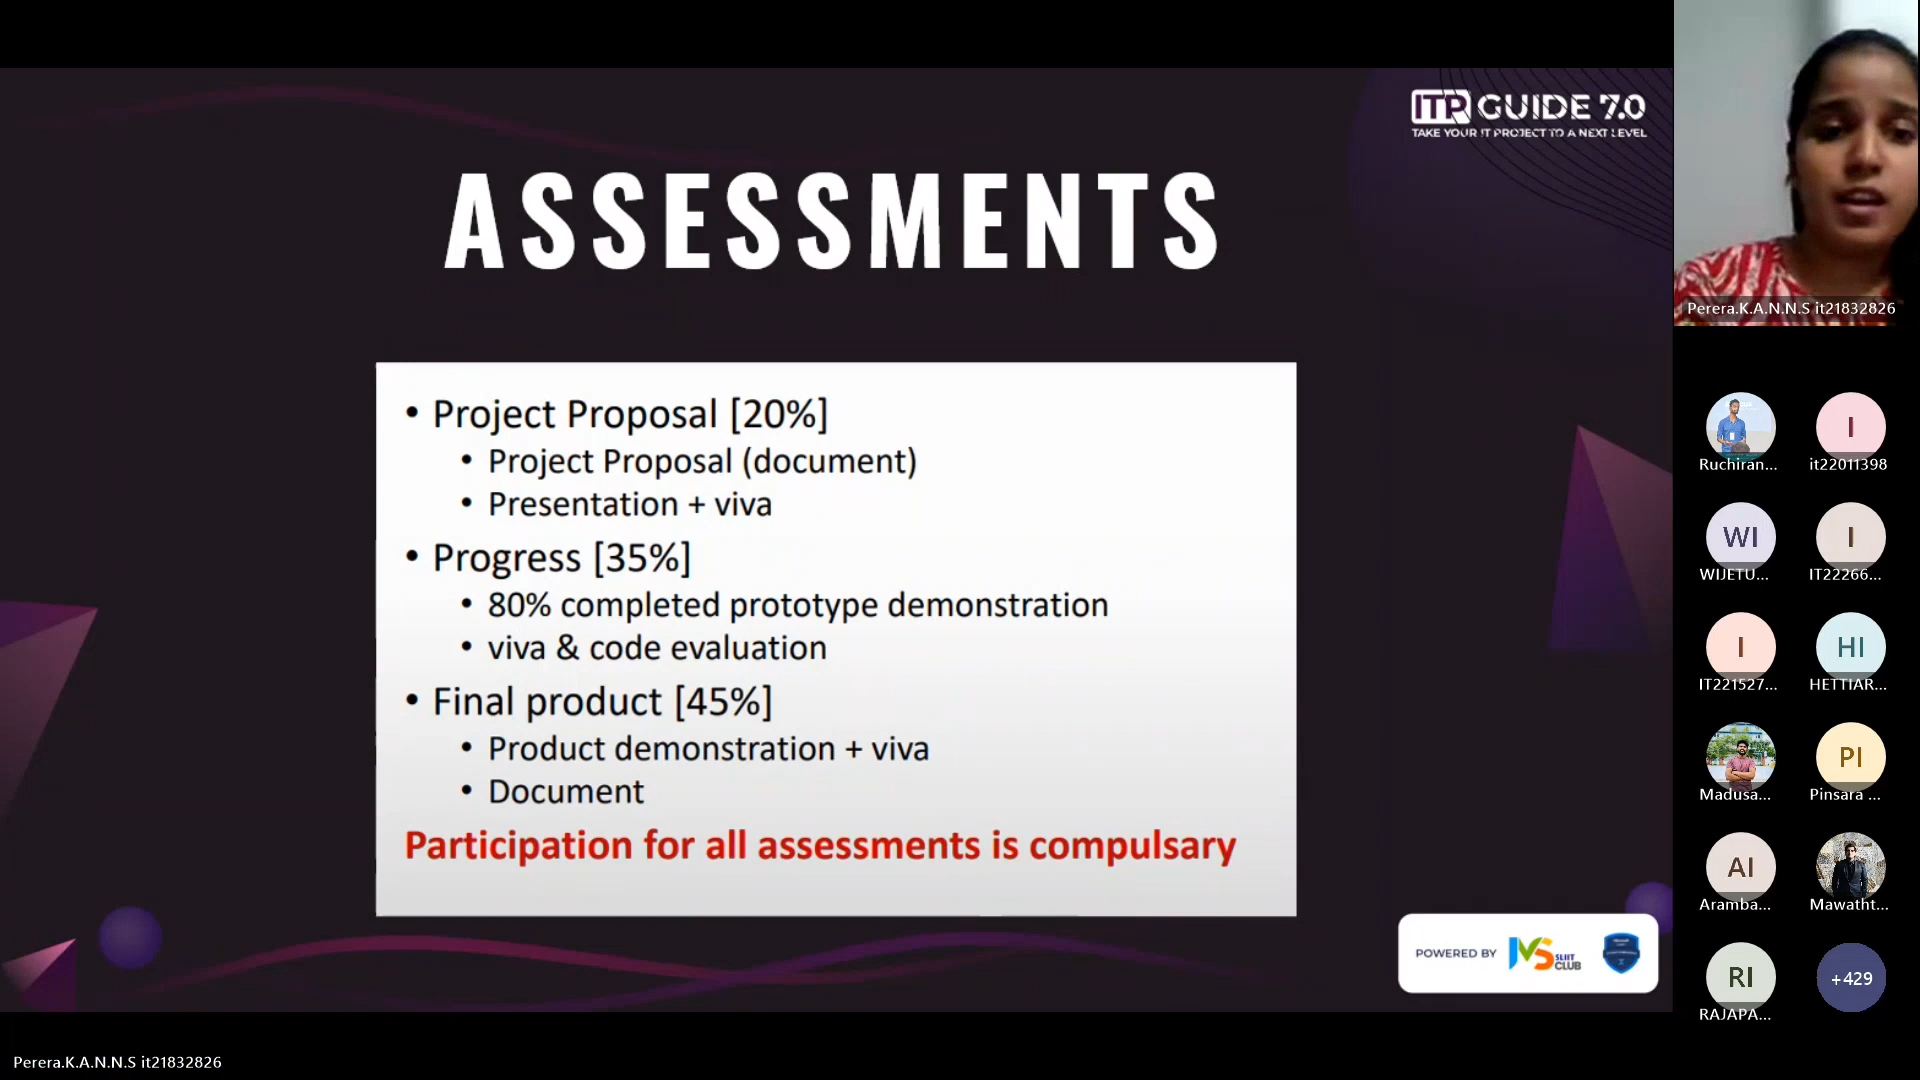 ITP GUIDE 7.0
TAKE YOUR IT PROJECT TO A NEXT LEVEL
ASSESSMENTS
• Project Proposal [20%]
• Project Proposal (document)
• Presentation + viva
• Progress [35%]
• 80% completed prototype demonstration
• viva & code evaluation
• Final product [45%]
• Product demonstration + viva
• Document
Participation for all assessments is compulsary
POWERED BY
MS SLIIT CLUB
Perera.K.A.N.N.S it21832826
Ruchiran...
I
it22011398
WI
WIJETU...
I
IT22266...
I
IT221527...
HI
HETTIAR...
Madusa...
PI
Pinsara ...
AI
Aramba...
Mawatht...
RI
RAJAPA...
+429
Perera.K.A.N.N.S it21832826